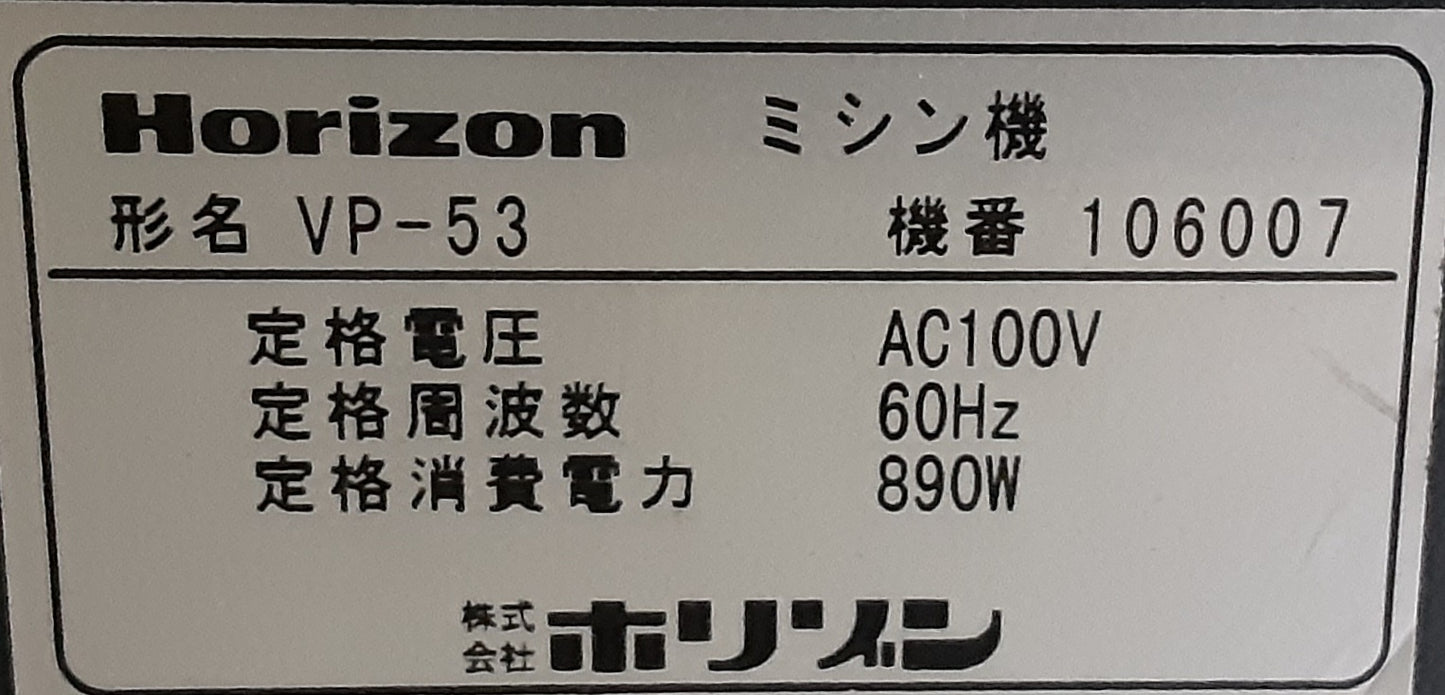 Horizon ミシン機
形名 VP-53 機番 106007
定格電圧 AC100V
定格周波数 60Hz
定格消費電力 890W
株式会社 ホリゾン